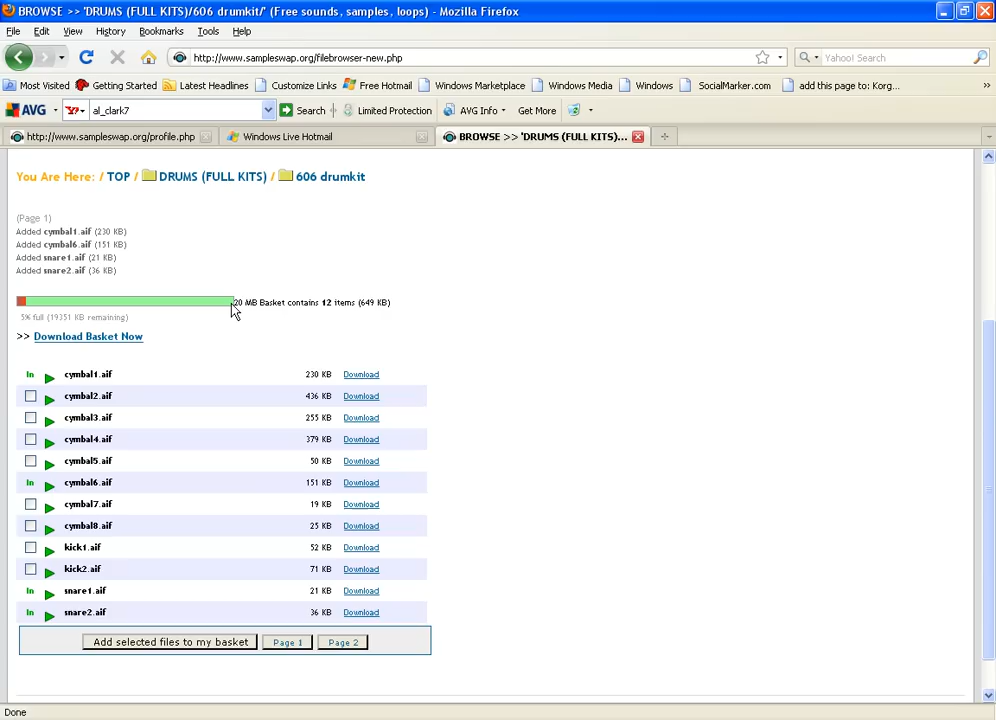 BROWSE >> 'DRUMS (FULL KITS)/606 drumkit/' (Free sounds, samples, loops) - Mozilla Firefox
File Edit View History Bookmarks Tools Help
http://www.sampleswap.org/filebrowser-new.php Yahoo! Search
Most Visited Getting Started Latest Headlines Customize Links Free Hotmail Windows Marketplace Windows Media Windows SocialMarker.com add this page to: Korg... »
AVG Y! al_clark7 Search Limited Protection AVG Info Get More
http://www.sampleswap.org/profile.php Windows Live Hotmail BROWSE >> 'DRUMS (FULL KITS)...
You Are Here: / TOP / DRUMS (FULL KITS) / 606 drumkit
(Page 1)
Added cymbal1.aif (230 KB)
Added cymbal6.aif (151 KB)
Added snare1.aif (21 KB)
Added snare2.aif (36 KB)
20 MB Basket contains 12 items (649 KB)
5% full (19351 KB remaining)
>> Download Basket Now
In cymbal1.aif 230 KB Download
cymbal2.aif 436 KB Download
cymbal3.aif 255 KB Download
cymbal4.aif 379 KB Download
cymbal5.aif 50 KB Download
In cymbal6.aif 151 KB Download
cymbal7.aif 19 KB Download
cymbal8.aif 25 KB Download
kick1.aif 52 KB Download
kick2.aif 71 KB Download
In snare1.aif 21 KB Download
In snare2.aif 36 KB Download
Add selected files to my basket Page 1 Page 2
Done